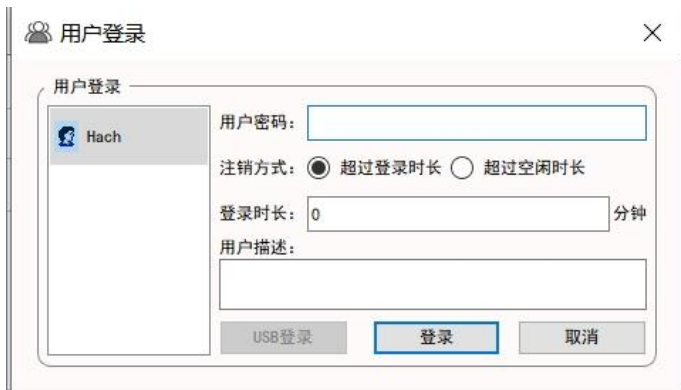 用户登录
用户登录
Hach
用户密码：
注销方式： 超过登录时长 超过空闲时长
登录时长： 0 分钟
用户描述：
USB登录 登录 取消